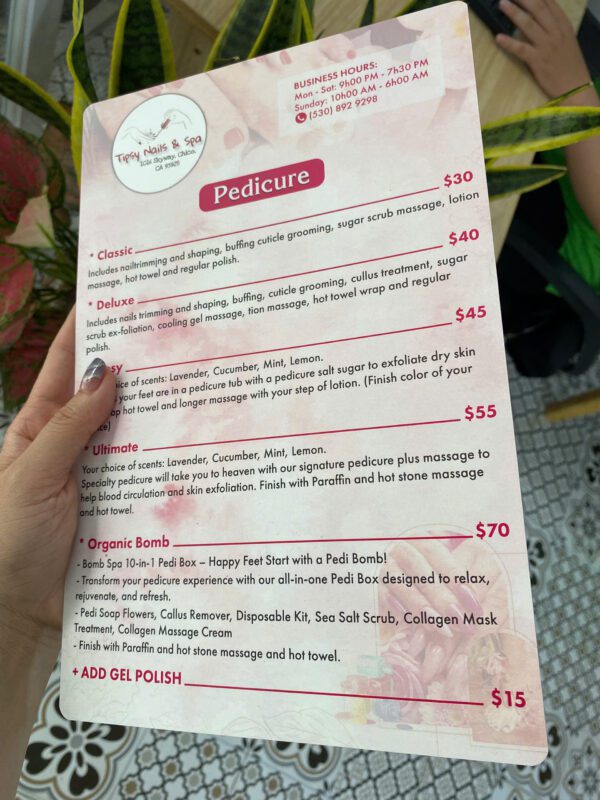 Tipsy Nails & Spa
Skyway, Chico,
CA 95928
BUSINESS HOURS:
Mon - Sat: 9h00 PM - 7h30 PM
Sunday: 10h00 AM - 6h00 AM
(530) 892 9298
Pedicure
* Classic $30
Includes nailtrimming and shaping, buffing cuticle grooming, sugar scrub massage, lotion
massage, hot towel and regular polish.
* Deluxe $40
Includes nails trimming and shaping, buffing, cuticle grooming, cullus treatment, sugar
scrub ex-foliation, cooling gel massage, tion massage, hot towel wrap and regular
polish.
sy $45
ice of scents: Lavender, Cucumber, Mint, Lemon.
your feet are in a pedicure tub with a pedicure salt sugar to exfoliate dry skin
hot towel and longer massage with your step of lotion. (Finish color of your
* Ultimate $55
Your choice of scents: Lavender, Cucumber, Mint, Lemon.
Specialty pedicure will take you to heaven with our signature pedicure plus massage to
help blood circulation and skin exfoliation. Finish with Paraffin and hot stone massage
and hot towel.
* Organic Bomb $70
- Bomb Spa 10-in-1 Pedi Box – Happy Feet Start with a Pedi Bomb!
- Transform your pedicure experience with our all-in-one Pedi Box designed to relax,
rejuvenate, and refresh.
- Pedi Soap Flowers, Callus Remover, Disposable Kit, Sea Salt Scrub, Collagen Mask
Treatment, Collagen Massage Cream
- Finish with Paraffin and hot stone massage and hot towel.
+ ADD GEL POLISH $15